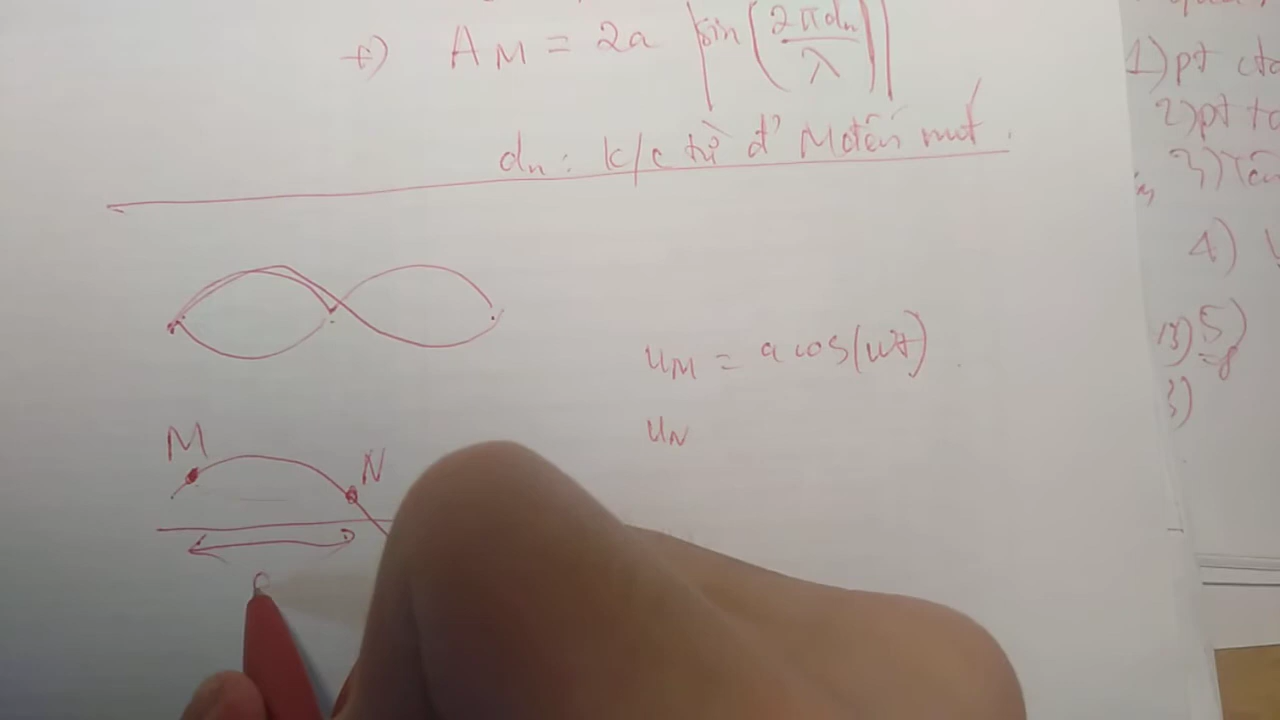 +) A_M = 2a |sin(2πd_n/λ)|
d_n: k/c từ đ' M đến nút.
u_M = a cos(ωt).
u_N
M
N
1) pt
2) pt
3) Tên
4)
5)
3)